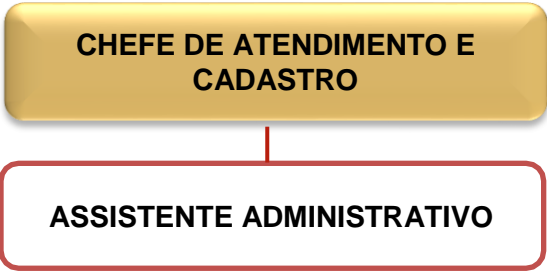 CHEFE DE ATENDIMENTO E
CADASTRO
ASSISTENTE ADMINISTRATIVO